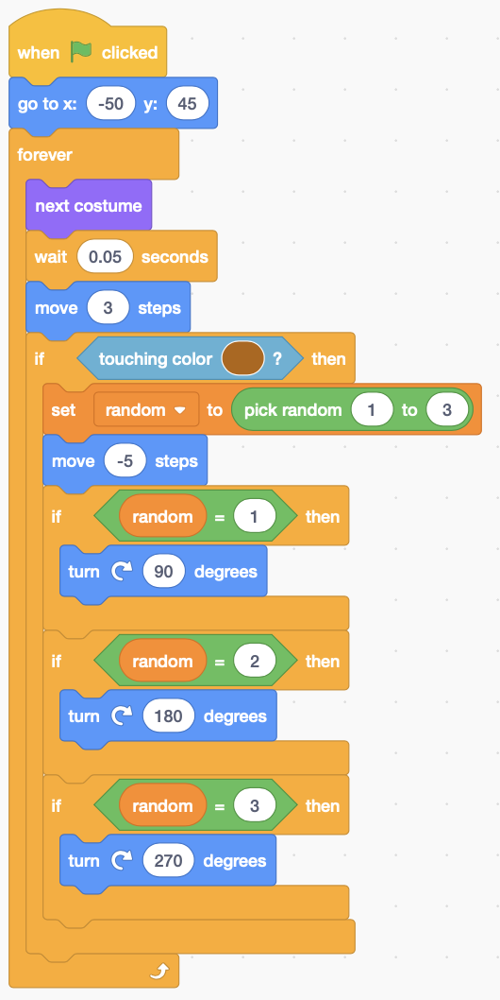 when clicked
go to x: -50 y: 45
forever
next costume
wait 0.05 seconds
move 3 steps
if touching color ? then
set random to pick random 1 to 3
move -5 steps
if random = 1 then
turn 90 degrees
if random = 2 then
turn 180 degrees
if random = 3 then
turn 270 degrees